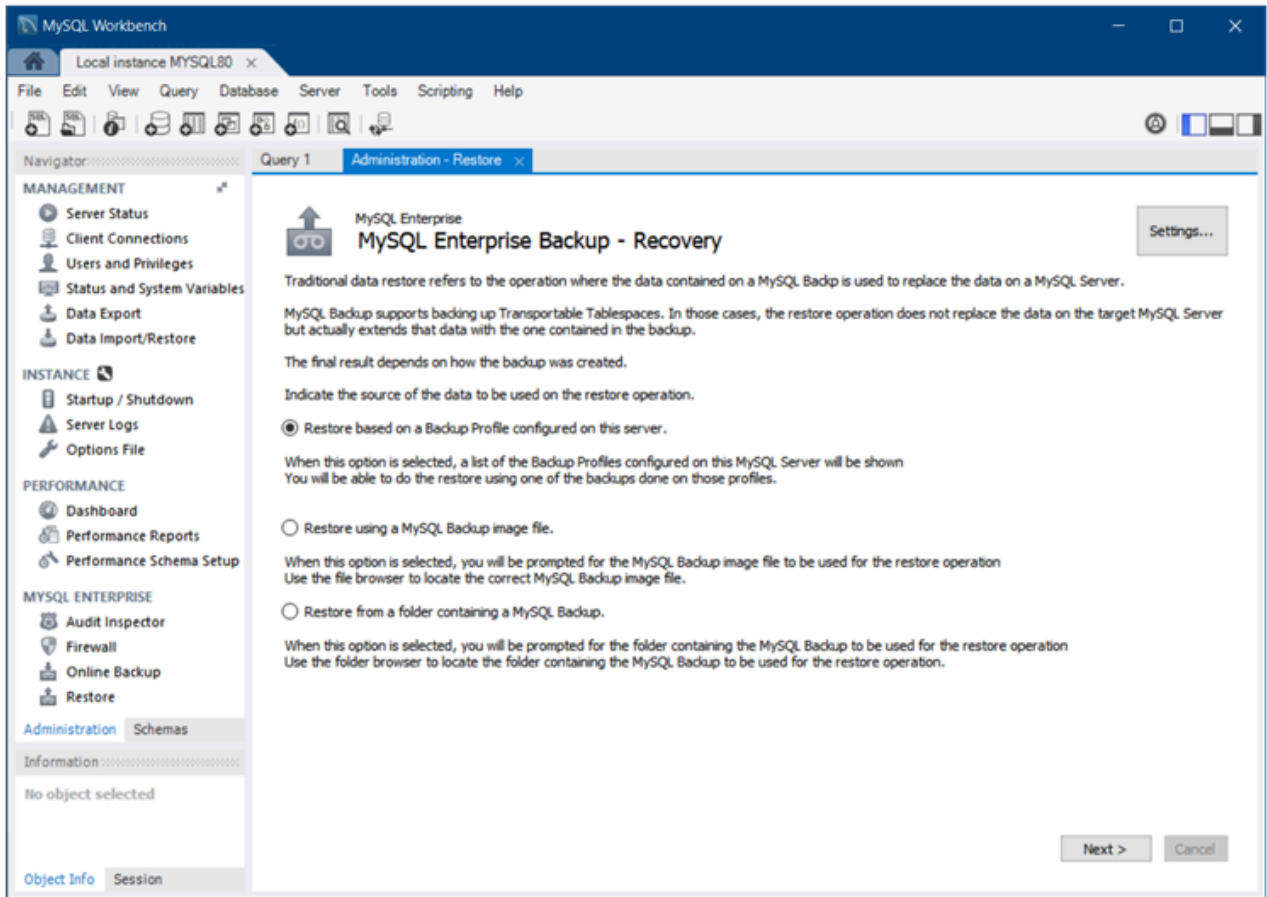 MySQL Workbench
Local instance MYSQL80 ×
File Edit View Query Database Server Tools Scripting Help
Navigator
MANAGEMENT
Server Status
Client Connections
Users and Privileges
Status and System Variables
Data Export
Data Import/Restore
INSTANCE
Startup / Shutdown
Server Logs
Options File
PERFORMANCE
Dashboard
Performance Reports
Performance Schema Setup
MYSQL ENTERPRISE
Audit Inspector
Firewall
Online Backup
Restore
Administration Schemas
Information
No object selected
Object Info Session
Query 1 Administration - Restore ×
MySQL Enterprise
MySQL Enterprise Backup - Recovery
Settings...
Traditional data restore refers to the operation where the data contained on a MySQL Backp is used to replace the data on a MySQL Server.
MySQL Backup supports backing up Transportable Tablespaces. In those cases, the restore operation does not replace the data on the target MySQL Server
but actually extends that data with the one contained in the backup.
The final result depends on how the backup was created.
Indicate the source of the data to be used on the restore operation.
Restore based on a Backup Profile configured on this server.
When this option is selected, a list of the Backup Profiles configured on this MySQL Server will be shown
You will be able to do the restore using one of the backups done on those profiles.
Restore using a MySQL Backup image file.
When this option is selected, you will be prompted for the MySQL Backup image file to be used for the restore operation
Use the file browser to locate the correct MySQL Backup image file.
Restore from a folder containing a MySQL Backup.
When this option is selected, you will be prompted for the folder containing the MySQL Backup to be used for the restore operation
Use the folder browser to locate the folder containing the MySQL Backup to be used for the restore operation.
Next > Cancel